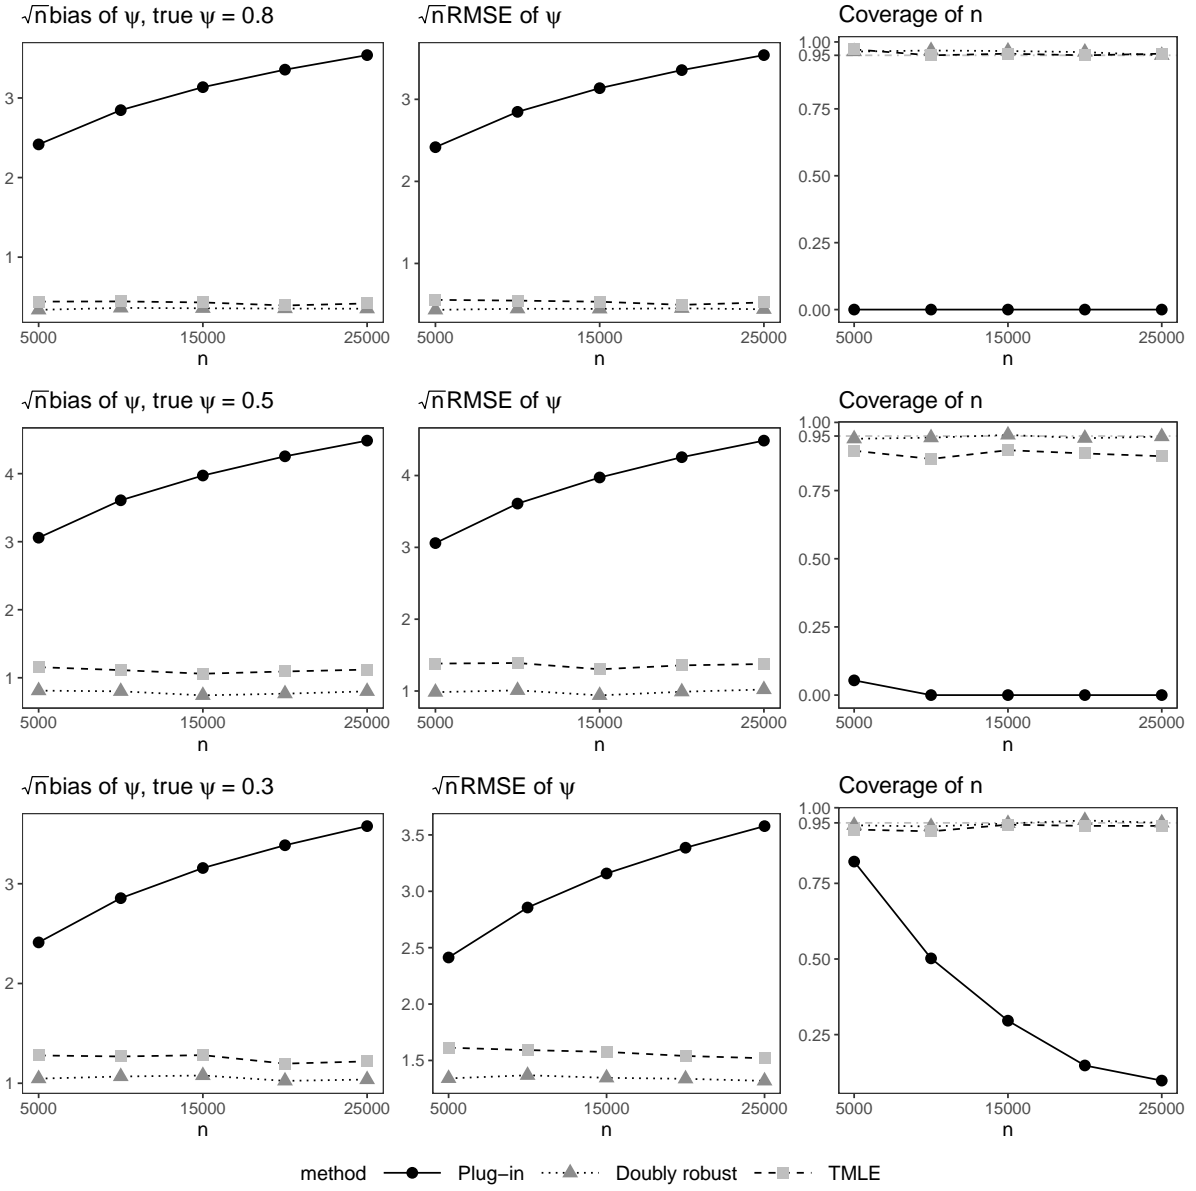 √n bias of ψ, true ψ = 0.8
√n RMSE of ψ
Coverage of n
3
2
1
5000 15000 25000
n
3
2
1
5000 15000 25000
n
1.00
0.95
0.75
0.50
0.25
0.00
5000 15000 25000
n
√n bias of ψ, true ψ = 0.5
√n RMSE of ψ
Coverage of n
4
3
2
1
5000 15000 25000
n
4
3
2
1
5000 15000 25000
n
1.00
0.95
0.75
0.50
0.25
0.00
5000 15000 25000
n
√n bias of ψ, true ψ = 0.3
√n RMSE of ψ
Coverage of n
3
2
1
5000 15000 25000
n
3.5
3.0
2.5
2.0
1.5
5000 15000 25000
n
1.00
0.95
0.75
0.50
0.25
5000 15000 25000
n
method Plug−in Doubly robust TMLE